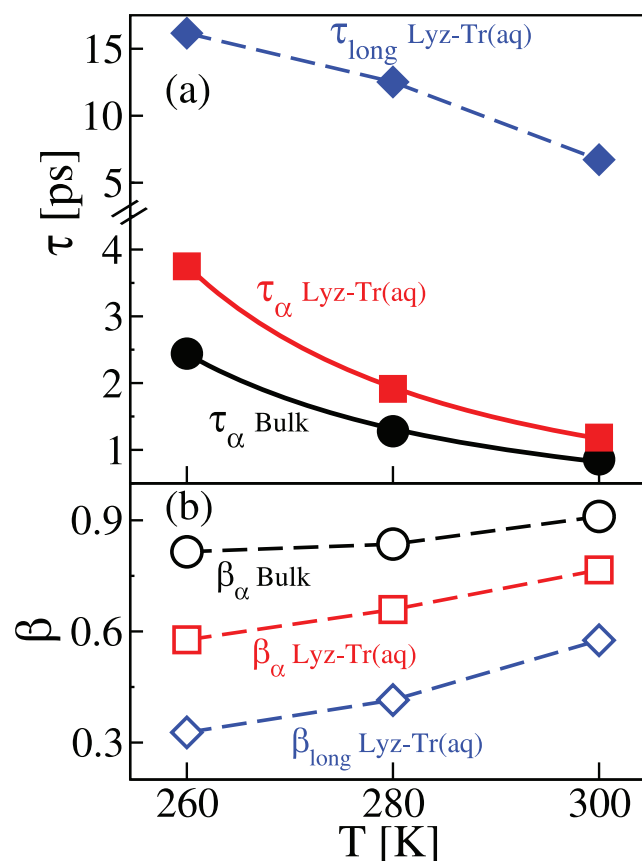 15
τlong Lyz-Tr(aq)
(a)
10
5
τ [ps]
4
τα Lyz-Tr(aq)
3
2
τα Bulk
1
(b)
0.9
βα Bulk
β
0.6
βα Lyz-Tr(aq)
0.3
βlong Lyz-Tr(aq)
260 280 300
T [K]